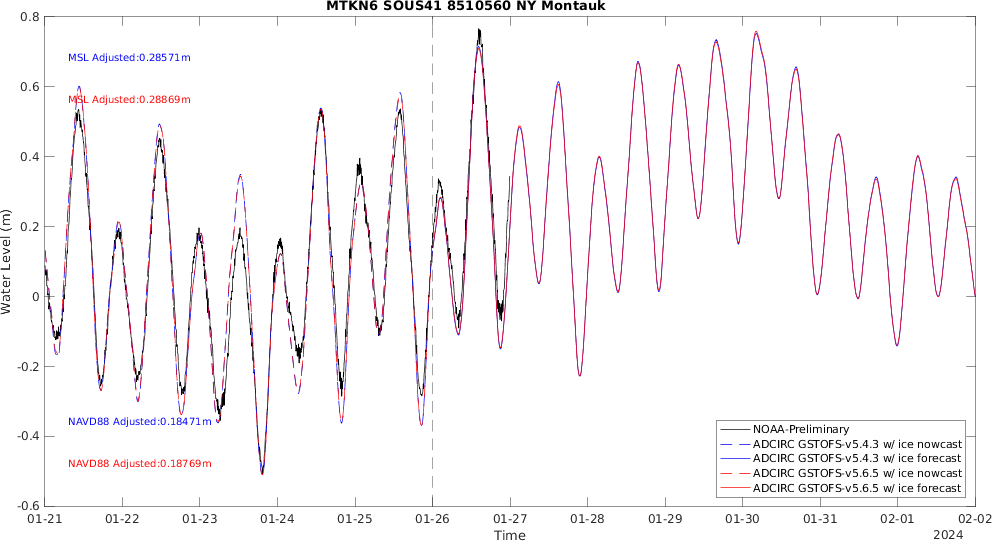 MTKN6 SOUS41 8510560 NY Montauk
0.8
0.6
0.4
0.2
0
-0.2
-0.4
-0.6
Water Level (m)
MSL Adjusted:0.28571m
MSL Adjusted:0.28869m
NAVD88 Adjusted:0.18471m
NAVD88 Adjusted:0.18769m
NOAA-Preliminary
ADCIRC GSTOFS-v5.4.3 w/ ice nowcast
ADCIRC GSTOFS-v5.4.3 w/ ice forecast
ADCIRC GSTOFS-v5.6.5 w/ ice nowcast
ADCIRC GSTOFS-v5.6.5 w/ ice forecast
01-21 01-22 01-23 01-24 01-25 01-26 01-27 01-28 01-29 01-30 01-31 02-01 02-02
Time
2024